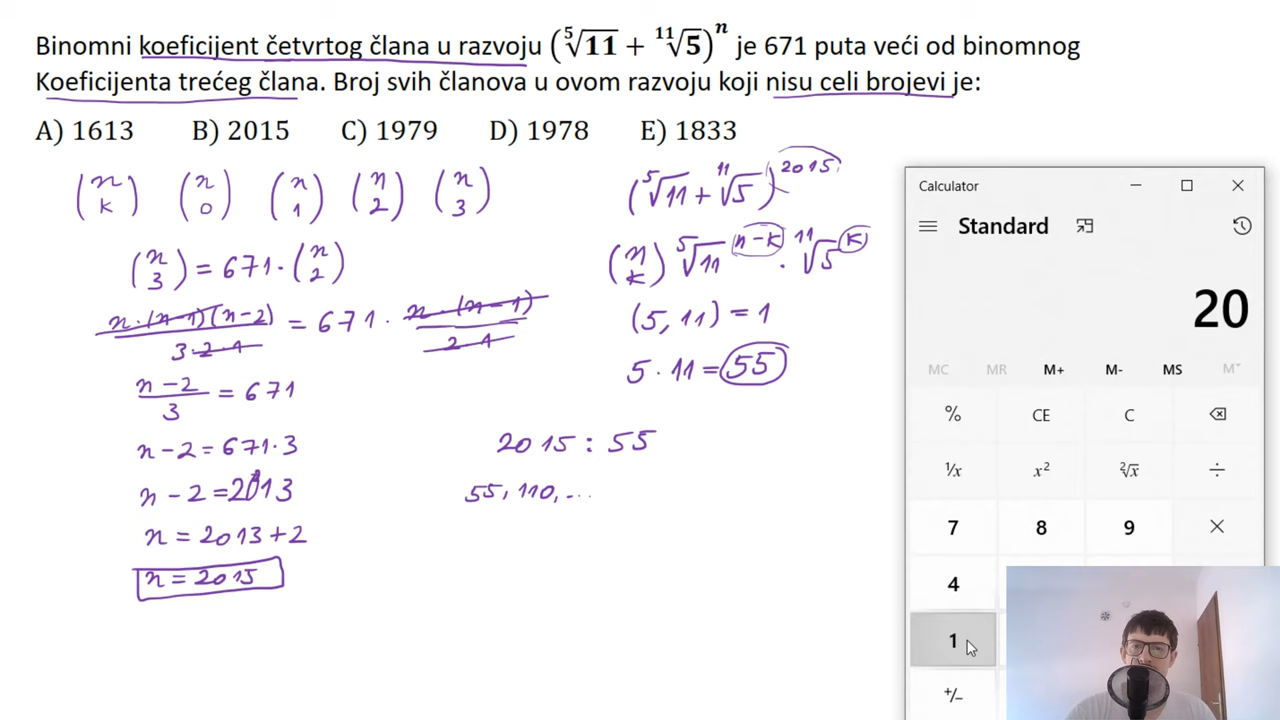 Binomni koeficijent četvrtog člana u razvoju (⁵√11 + ¹¹√5)ⁿ je 671 puta veći od binomnog
Koeficijenta trećeg člana. Broj svih članova u ovom razvoju koji nisu celi brojevi je:
A) 1613 B) 2015 C) 1979 D) 1978 E) 1833
(n k) (n 0) (n 1) (n 2) (n 3)
(n 3) = 671 · (n 2)
n · (n-1)(n-2) / 3·2·1 = 671 · n · (n-1) / 2·1
n-2 / 3 = 671
n-2 = 671·3
n - 2 = 2013
n = 2013+2
n = 2015
(⁵√11 + ¹¹√5)²⁰¹⁵
(n k) ⁵√11ⁿ⁻ᵏ · ¹¹√5ᵏ
(5, 11) = 1
5 · 11 = 55
2015 : 55
55, 110, ...
Calculator
Standard
20
MC MR M+ M- MS M˅
% CE C
¹/x x² ²√x ÷
7 8 9 ×
4
1
+/-